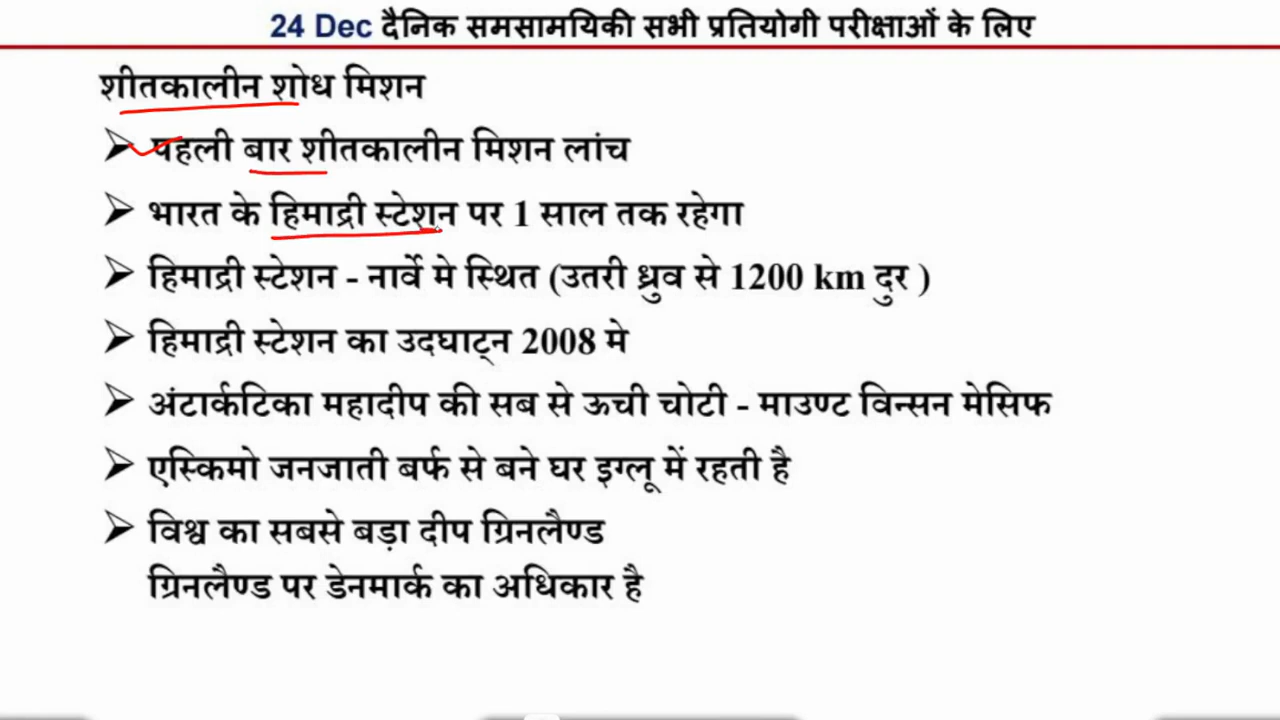 24 Dec दैनिक समसामयिकी सभी प्रतियोगी परीक्षाओं के लिए
शीतकालीन शोध मिशन
➢ पहली बार शीतकालीन मिशन लांच
➢ भारत के हिमाद्री स्टेशन पर 1 साल तक रहेगा
➢ हिमाद्री स्टेशन - नार्वे मे स्थित (उतरी ध्रुव से 1200 km दुर )
➢ हिमाद्री स्टेशन का उदघाट्न 2008 मे
➢ अंटार्कटिका महादीप की सब से ऊची चोटी - माउण्ट विन्सन मेसिफ
➢ एस्किमो जनजाती बर्फ से बने घर इग्लू में रहती है
➢ विश्व का सबसे बड़ा दीप ग्रिनलैण्ड
ग्रिनलैण्ड पर डेनमार्क का अधिकार है